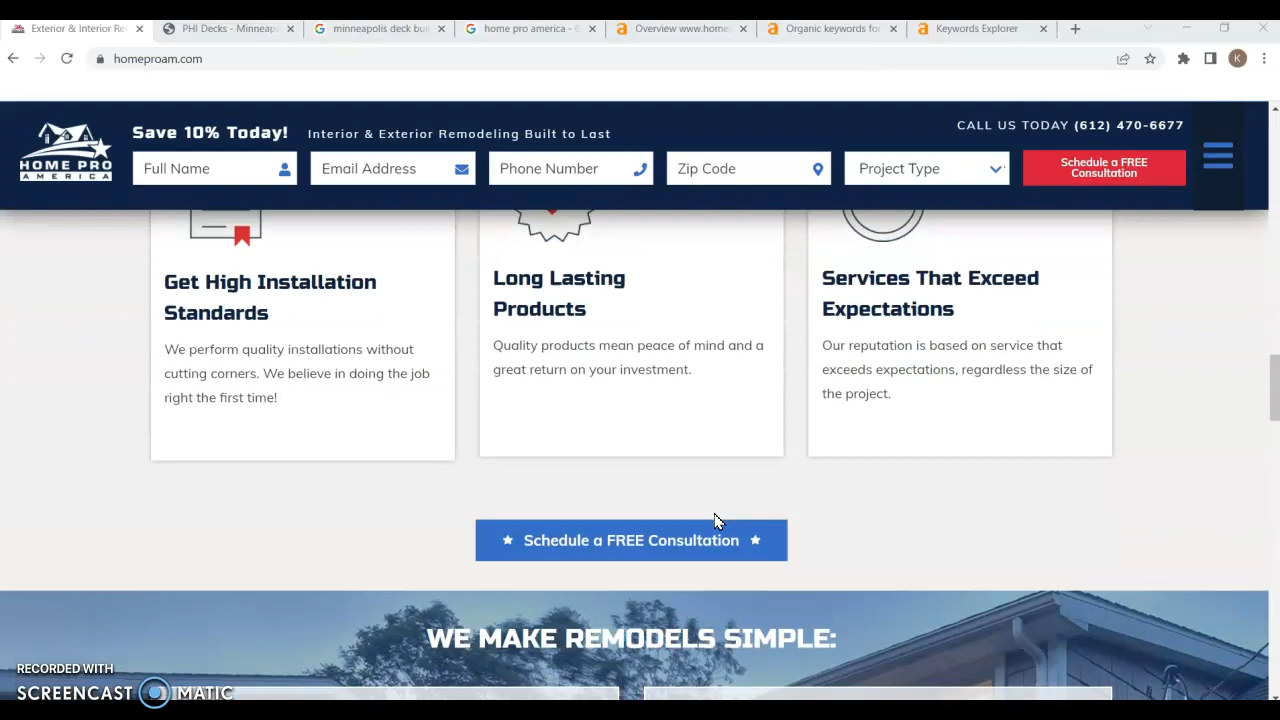 Exterior & Interior Re
PHI Decks - Minneap
minneapolis deck bui
home pro america - G
Overview www.home
Organic keywords fo
Keywords Explorer
homeproam.com
K
Save 10% Today!
Interior & Exterior Remodeling Built to Last
CALL US TODAY (612) 470-6677
HOME PRO
AMERICA
Full Name
Email Address
Phone Number
Zip Code
Project Type
Schedule a FREE
Consultation
Get High Installation
Standards
We perform quality installations without
cutting corners. We believe in doing the job
right the first time!
Long Lasting
Products
Quality products mean peace of mind and a
great return on your investment.
Services That Exceed
Expectations
Our reputation is based on service that
exceeds expectations, regardless the size of
the project.
Schedule a FREE Consultation
WE MAKE REMODELS SIMPLE:
RECORDED WITH
SCREENCAST MATIC